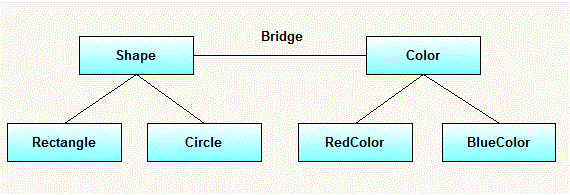 Bridge
Shape
Color
Rectangle
Circle
RedColor
BlueColor